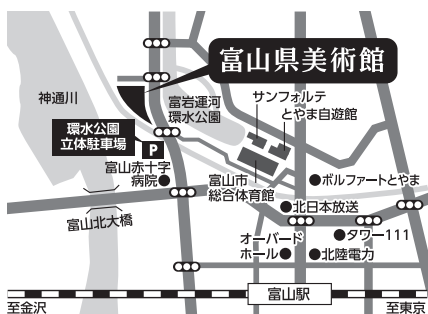 富山県美術館
神通川
富岩運河
環水公園
サンフォルテ
とやま自遊館
環水公園
立体駐車場
P
富山赤十字
病院
富山市
総合体育館
ボルファートとやま
北日本放送
富山北大橋
オーバード
ホール
タワー111
北陸電力
富山駅
至金沢
至東京